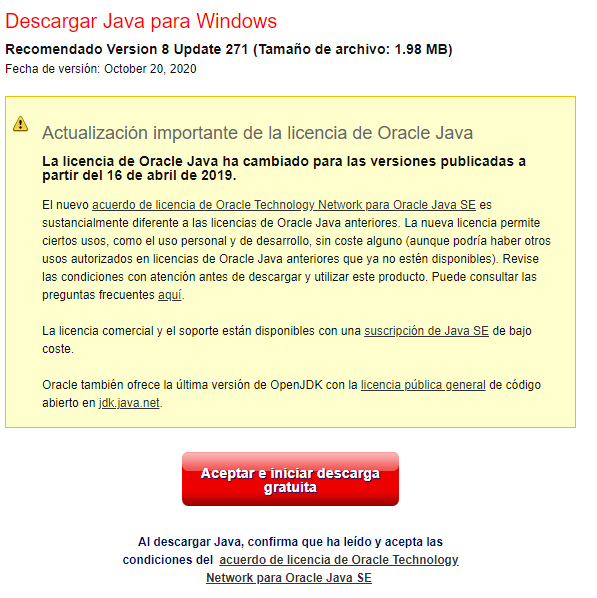 Descargar Java para Windows
Recomendado Version 8 Update 271 (Tamaño de archivo: 1.98 MB)
Fecha de versión: October 20, 2020
Actualización importante de la licencia de Oracle Java
La licencia de Oracle Java ha cambiado para las versiones publicadas a
partir del 16 de abril de 2019.
El nuevo acuerdo de licencia de Oracle Technology Network para Oracle Java SE es
sustancialmente diferente a las licencias de Oracle Java anteriores. La nueva licencia permite
ciertos usos, como el uso personal y de desarrollo, sin coste alguno (aunque podría haber otros
usos autorizados en licencias de Oracle Java anteriores que ya no estén disponibles). Revise
las condiciones con atención antes de descargar y utilizar este producto. Puede consultar las
preguntas frecuentes aquí.
La licencia comercial y el soporte están disponibles con una suscripción de Java SE de bajo
coste.
Oracle también ofrece la última versión de OpenJDK con la licencia pública general de código
abierto en jdk.java.net.
Aceptar e iniciar descarga
gratuita
Al descargar Java, confirma que ha leído y acepta las
condiciones del acuerdo de licencia de Oracle Technology
Network para Oracle Java SE